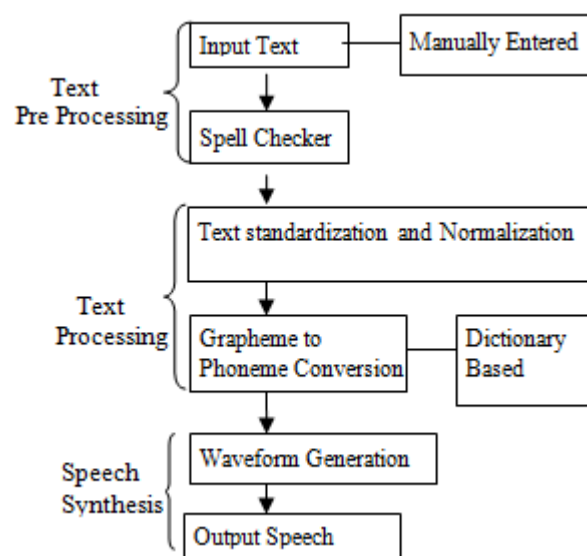 Input Text
Manually Entered
Text
Pre Processing
Spell Checker
Text standardization and Normalization
Text
Processing
Grapheme to
Phoneme Conversion
Dictionary
Based
Waveform Generation
Speech
Synthesis
Output Speech